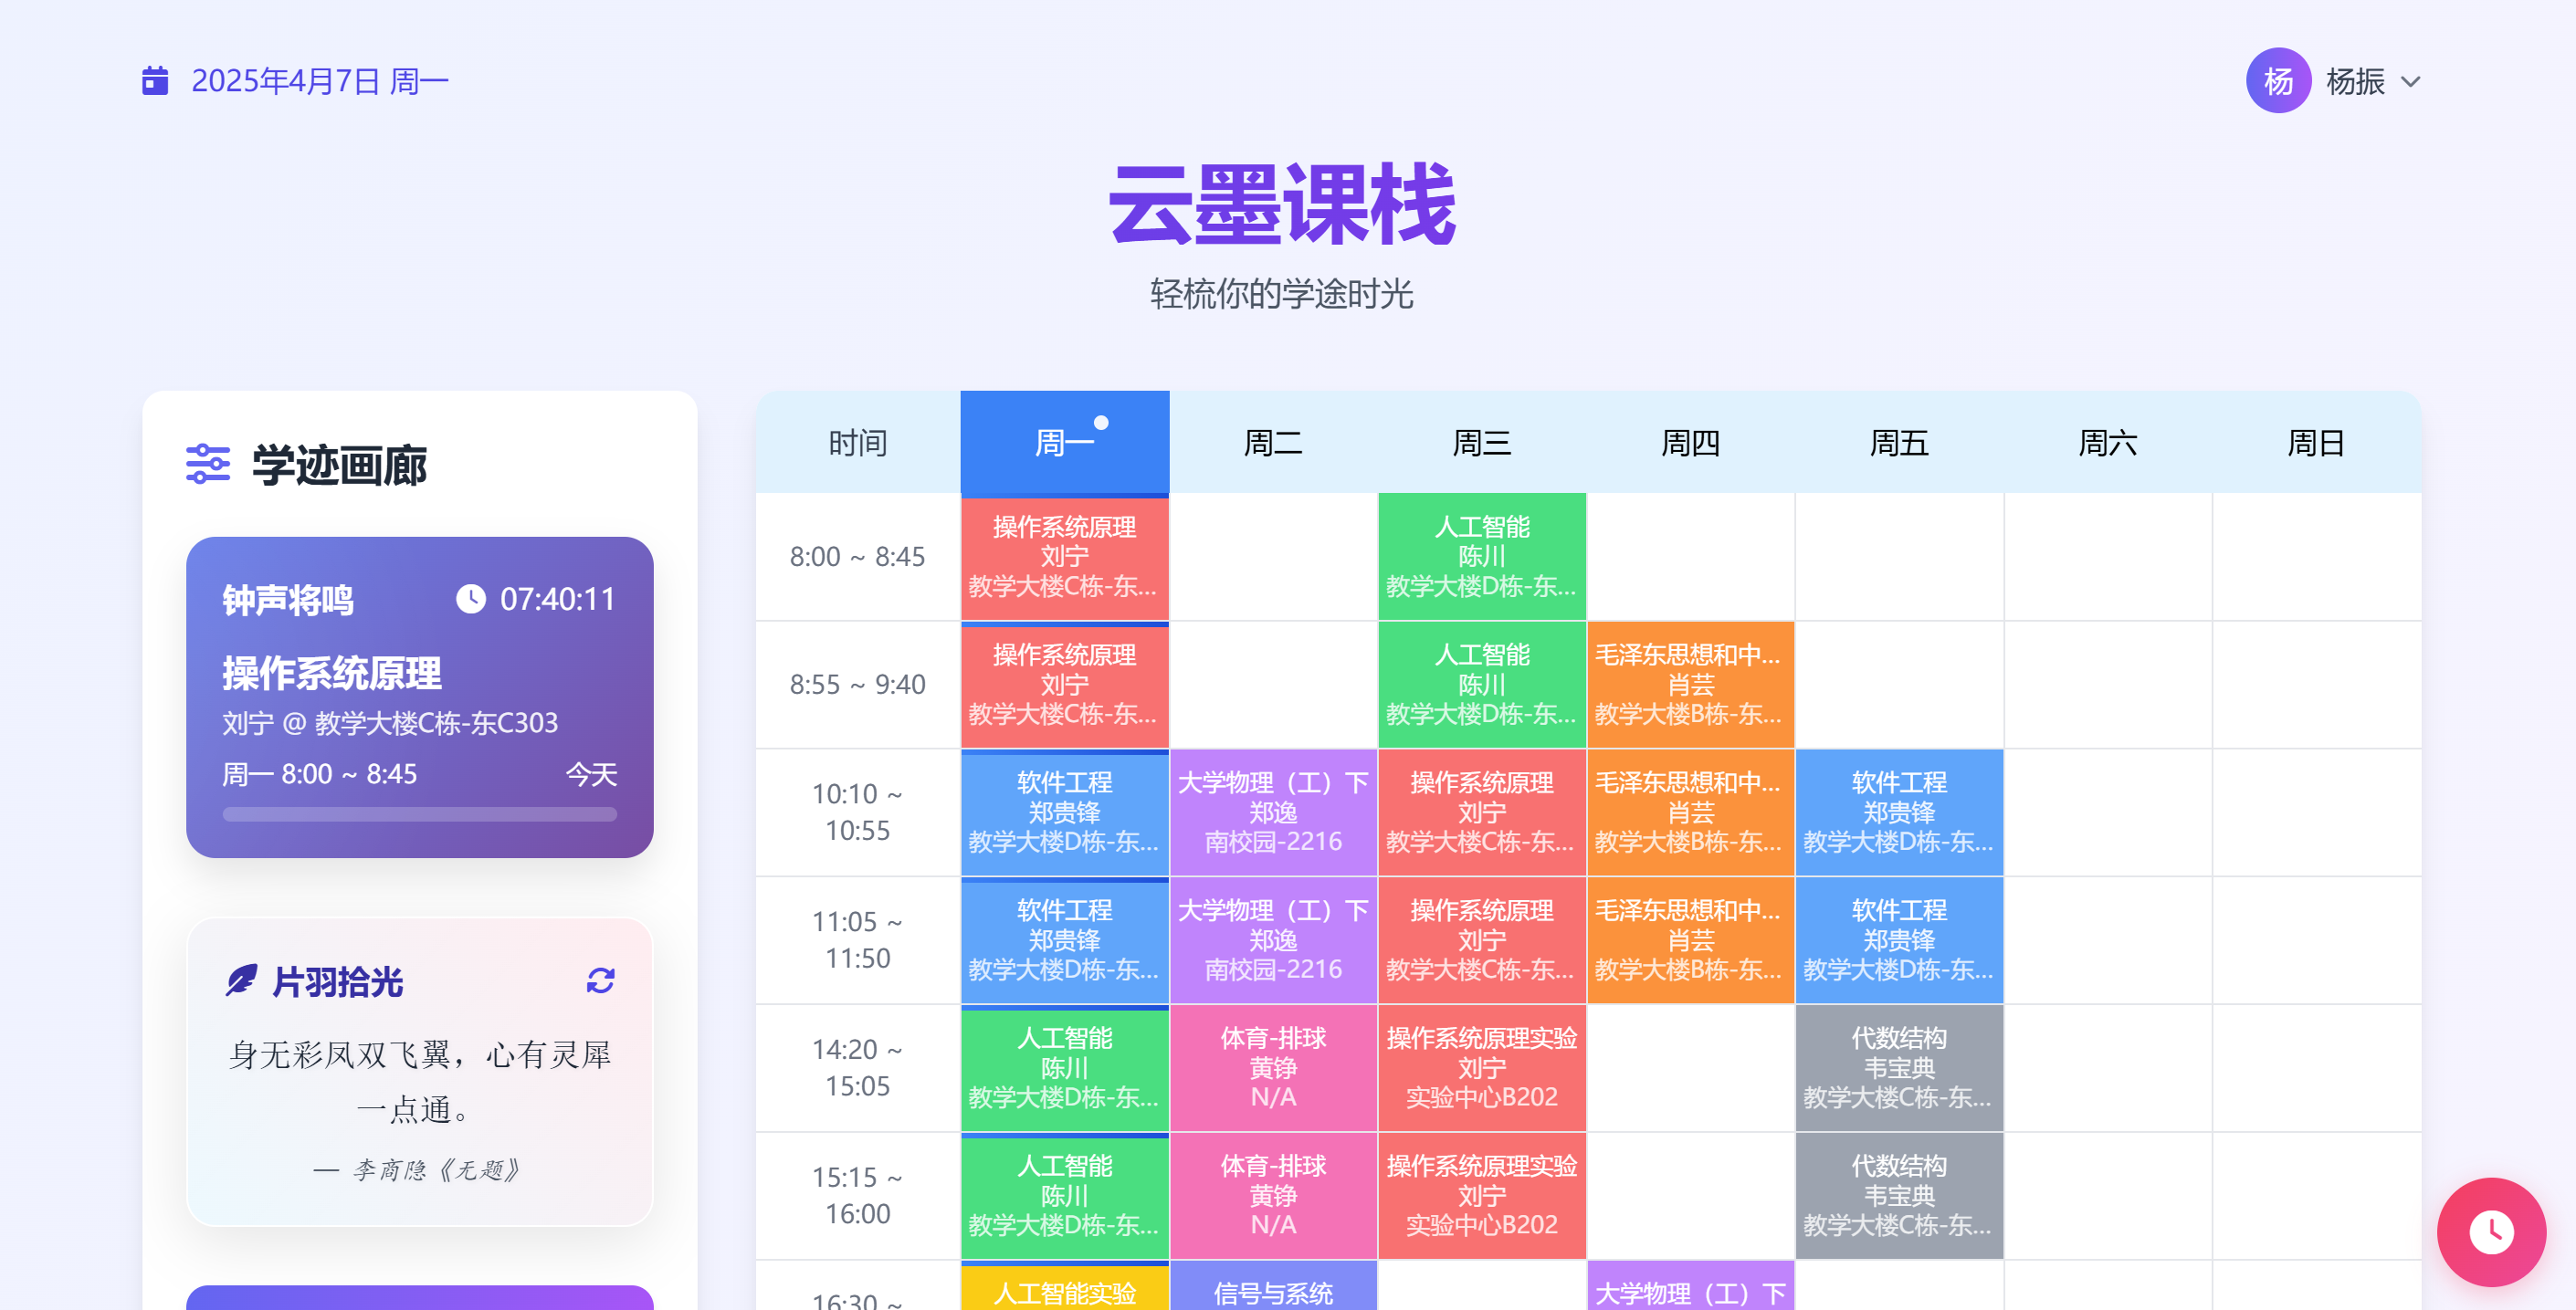 2025年4月7日 周一
杨 杨振
云墨课栈
轻梳你的学途时光
学迹画廊
钟声将鸣 07:40:11
操作系统原理
刘宁 @ 教学大楼C栋-东C303
周一 8:00 ~ 8:45 今天
片羽拾光
身无彩凤双飞翼，心有灵犀
一点通。
— 李商隐《无题》
时间 周一 周二 周三 周四 周五 周六 周日
8:00 ~ 8:45
操作系统原理
刘宁
教学大楼C栋-东...
人工智能
陈川
教学大楼D栋-东...
8:55 ~ 9:40
操作系统原理
刘宁
教学大楼C栋-东...
人工智能
陈川
教学大楼D栋-东...
毛泽东思想和中...
肖芸
教学大楼B栋-东...
10:10 ~
10:55
软件工程
郑贵锋
教学大楼D栋-东...
大学物理（工）下
郑逸
南校园-2216
操作系统原理
刘宁
教学大楼C栋-东...
毛泽东思想和中...
肖芸
教学大楼B栋-东...
软件工程
郑贵锋
教学大楼D栋-东...
11:05 ~
11:50
软件工程
郑贵锋
教学大楼D栋-东...
大学物理（工）下
郑逸
南校园-2216
操作系统原理
刘宁
教学大楼C栋-东...
毛泽东思想和中...
肖芸
教学大楼B栋-东...
软件工程
郑贵锋
教学大楼D栋-东...
14:20 ~
15:05
人工智能
陈川
教学大楼D栋-东...
体育-排球
黄铮
N/A
操作系统原理实验
刘宁
实验中心B202
代数结构
韦宝典
教学大楼C栋-东...
15:15 ~
16:00
人工智能
陈川
教学大楼D栋-东...
体育-排球
黄铮
N/A
操作系统原理实验
刘宁
实验中心B202
代数结构
韦宝典
教学大楼C栋-东...
16:30 ~
人工智能实验
信号与系统
大学物理（工）下